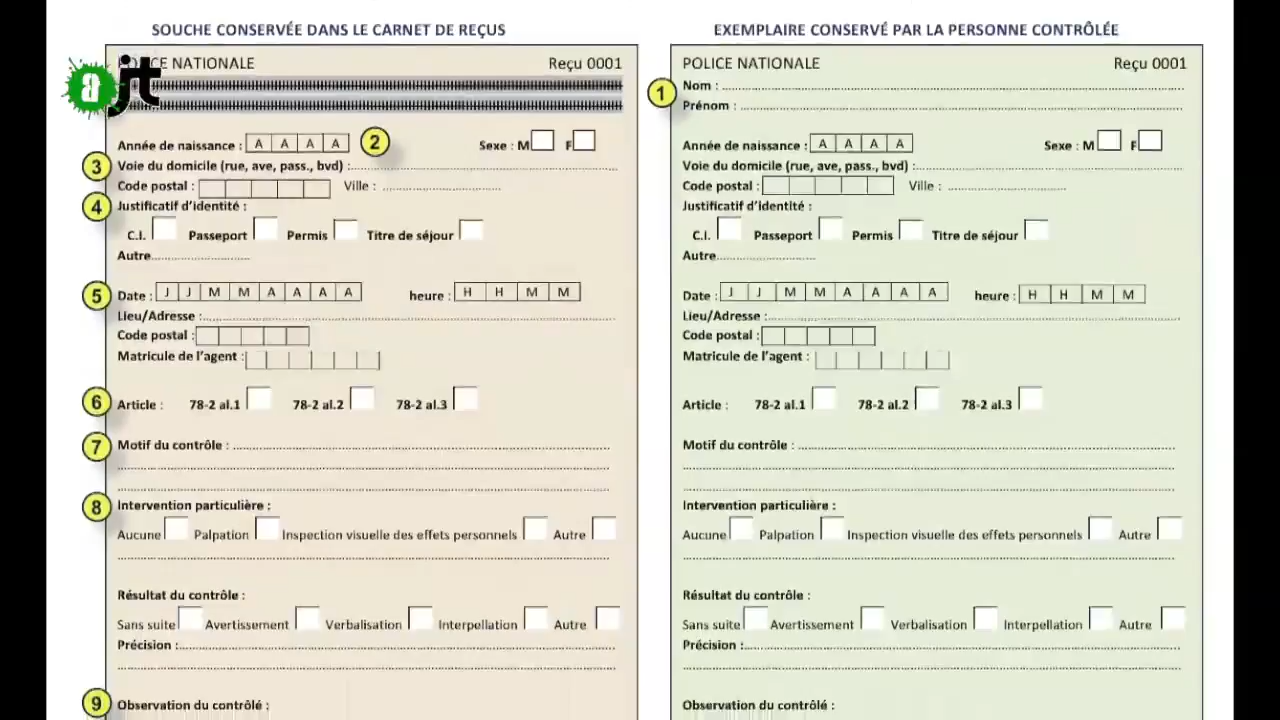 SOUCHE CONSERVÉE DANS LE CARNET DE REÇUS
POLICE NATIONALE Reçu 0001
8 jt
2
Année de naissance : A A A A Sexe : M F
3
Voie du domicile (rue, ave, pass., bvd) :
Code postal : Ville :
4
Justificatif d'identité :
C.I. Passeport Permis Titre de séjour
Autre
5
Date : J J M M A A A A heure : H H M M
Lieu/Adresse :
Code postal :
Matricule de l'agent :
6
Article : 78-2 al.1 78-2 al.2 78-2 al.3
7
Motif du contrôle :
8
Intervention particulière :
Aucune Palpation Inspection visuelle des effets personnels Autre
Résultat du contrôle :
Sans suite Avertissement Verbalisation Interpellation Autre
Précision :
9
Observation du contrôlé :
EXEMPLAIRE CONSERVÉ PAR LA PERSONNE CONTRÔLÉE
POLICE NATIONALE Reçu 0001
1
Nom :
Prénom :
Année de naissance : A A A A Sexe : M F
Voie du domicile (rue, ave, pass., bvd) :
Code postal : Ville :
Justificatif d'identité :
C.I. Passeport Permis Titre de séjour
Autre
Date : J J M M A A A A heure : H H M M
Lieu/Adresse :
Code postal :
Matricule de l'agent :
Article : 78-2 al.1 78-2 al.2 78-2 al.3
Motif du contrôle :
Intervention particulière :
Aucune Palpation Inspection visuelle des effets personnels Autre
Résultat du contrôle :
Sans suite Avertissement Verbalisation Interpellation Autre
Précision :
Observation du contrôlé :